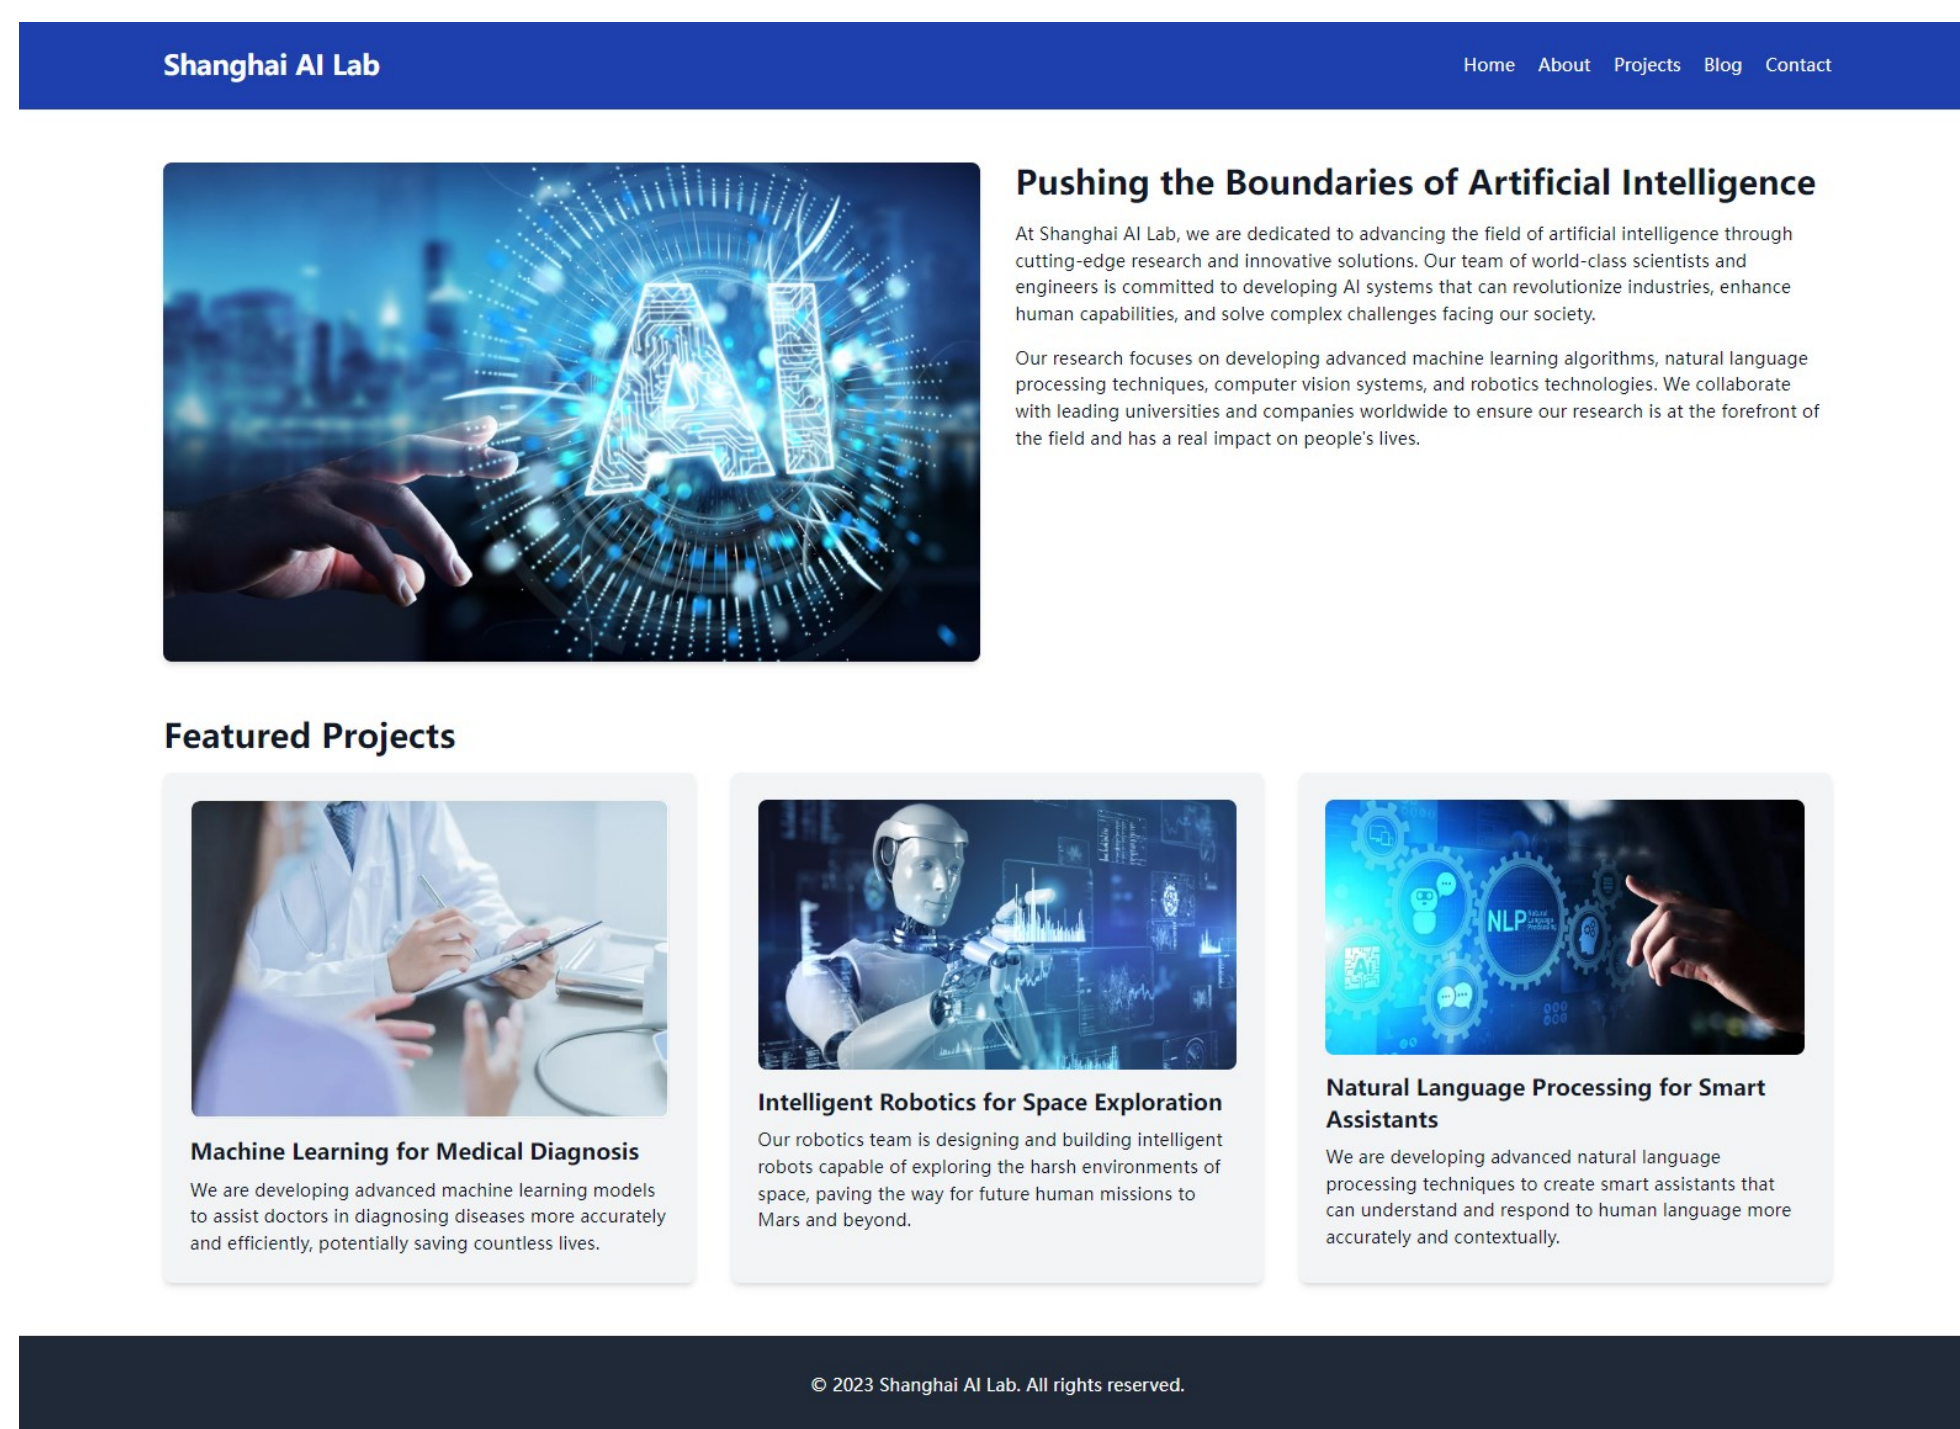 Shanghai AI Lab
Home About Projects Blog Contact
AI
Pushing the Boundaries of Artificial Intelligence
At Shanghai AI Lab, we are dedicated to advancing the field of artificial intelligence through
cutting-edge research and innovative solutions. Our team of world-class scientists and
engineers is committed to developing AI systems that can revolutionize industries, enhance
human capabilities, and solve complex challenges facing our society.
Our research focuses on developing advanced machine learning algorithms, natural language
processing techniques, computer vision systems, and robotics technologies. We collaborate
with leading universities and companies worldwide to ensure our research is at the forefront of
the field and has a real impact on people's lives.
Featured Projects
Machine Learning for Medical Diagnosis
We are developing advanced machine learning models
to assist doctors in diagnosing diseases more accurately
and efficiently, potentially saving countless lives.
Intelligent Robotics for Space Exploration
Our robotics team is designing and building intelligent
robots capable of exploring the harsh environments of
space, paving the way for future human missions to
Mars and beyond.
NLP Natural
Language
Processing
AI
Natural Language Processing for Smart
Assistants
We are developing advanced natural language
processing techniques to create smart assistants that
can understand and respond to human language more
accurately and contextually.
© 2023 Shanghai AI Lab. All rights reserved.